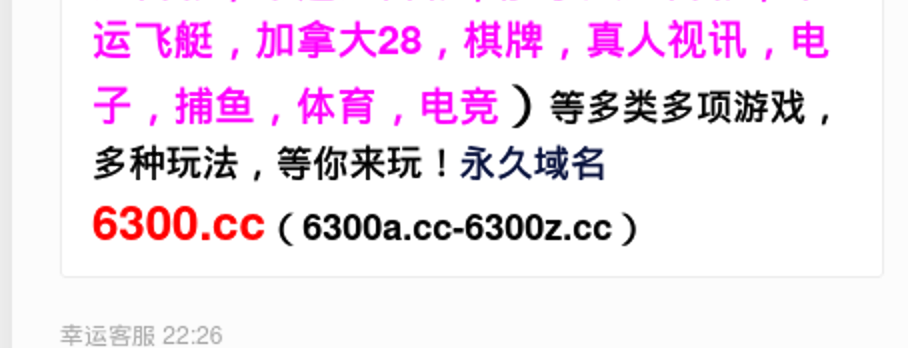 运飞艇，加拿大28，棋牌，真人视讯，电
子，捕鱼，体育，电竞）等多类多项游戏，
多种玩法，等你来玩！永久域名
6300.cc（6300a.cc-6300z.cc）
幸运客服 22:26